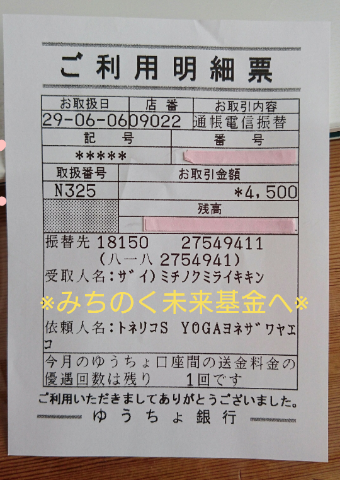 ご利用明細票
お取扱日 店番 お取引内容
29-06-06 09022 通帳電信振替
記号 番号
*****
取扱番号 お取引金額
N325 *4,500
残高
振替先 18150 27549411
(八一八 2754941)
受取人名:ザイ)ミチノクミライキキン
※みちのく未来基金へ※
依頼人名:トネリコS YOGAヨネザワヤエ
コ
今月のゆうちょ口座間の送金料金の
優遇回数は残り 1回です
ご利用いただきましてありがとうございました。
ゆうちょ銀行